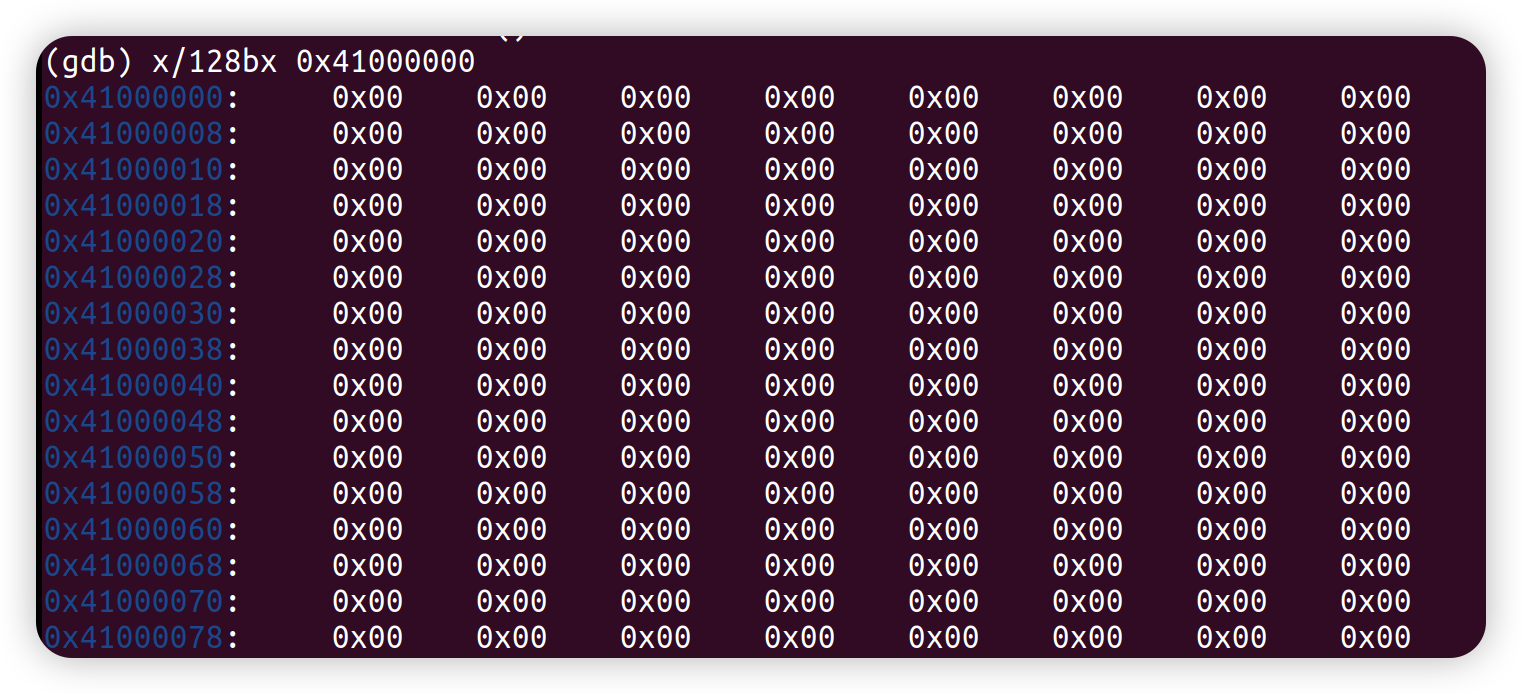 (gdb) x/128bx 0x41000000
0x41000000: 0x00 0x00 0x00 0x00 0x00 0x00 0x00 0x00
0x41000008: 0x00 0x00 0x00 0x00 0x00 0x00 0x00 0x00
0x41000010: 0x00 0x00 0x00 0x00 0x00 0x00 0x00 0x00
0x41000018: 0x00 0x00 0x00 0x00 0x00 0x00 0x00 0x00
0x41000020: 0x00 0x00 0x00 0x00 0x00 0x00 0x00 0x00
0x41000028: 0x00 0x00 0x00 0x00 0x00 0x00 0x00 0x00
0x41000030: 0x00 0x00 0x00 0x00 0x00 0x00 0x00 0x00
0x41000038: 0x00 0x00 0x00 0x00 0x00 0x00 0x00 0x00
0x41000040: 0x00 0x00 0x00 0x00 0x00 0x00 0x00 0x00
0x41000048: 0x00 0x00 0x00 0x00 0x00 0x00 0x00 0x00
0x41000050: 0x00 0x00 0x00 0x00 0x00 0x00 0x00 0x00
0x41000058: 0x00 0x00 0x00 0x00 0x00 0x00 0x00 0x00
0x41000060: 0x00 0x00 0x00 0x00 0x00 0x00 0x00 0x00
0x41000068: 0x00 0x00 0x00 0x00 0x00 0x00 0x00 0x00
0x41000070: 0x00 0x00 0x00 0x00 0x00 0x00 0x00 0x00
0x41000078: 0x00 0x00 0x00 0x00 0x00 0x00 0x00 0x00